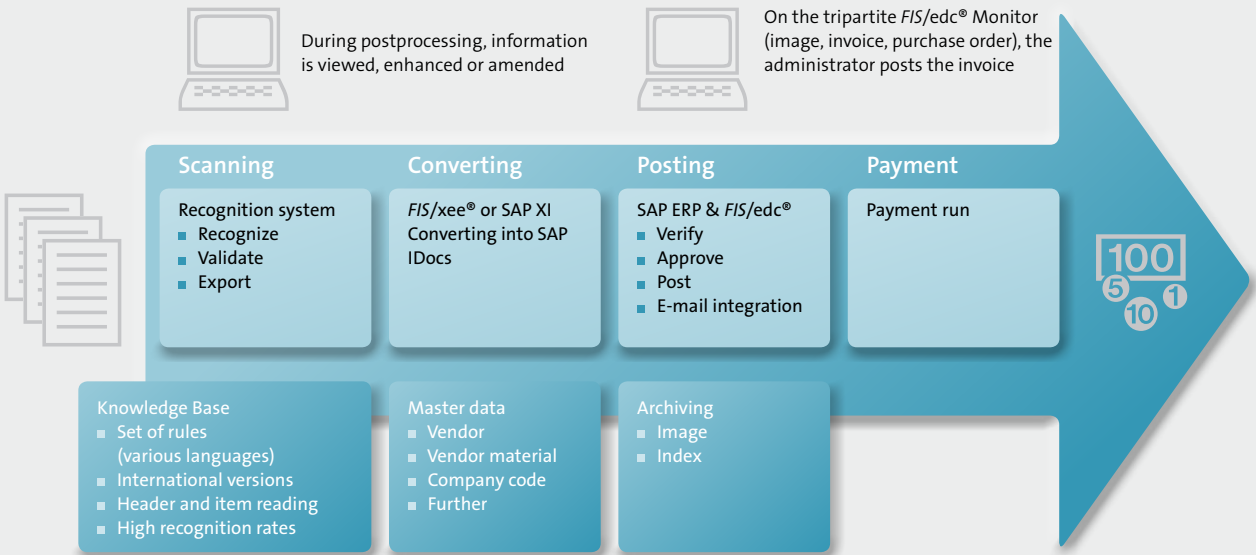 During postprocessing, information
is viewed, enhanced or amended
On the tripartite FIS/edc® Monitor
(image, invoice, purchase order), the
administrator posts the invoice
Scanning
Recognition system
Recognize
Validate
Export
Converting
FIS/xee® or SAP XI
Converting into SAP
IDocs
Posting
SAP ERP & FIS/edc®
Verify
Approve
Post
E-mail integration
Payment
Payment run
100
5
10
1
Knowledge Base
Set of rules
(various languages)
International versions
Header and item reading
High recognition rates
Master data
Vendor
Vendor material
Company code
Further
Archiving
Image
Index